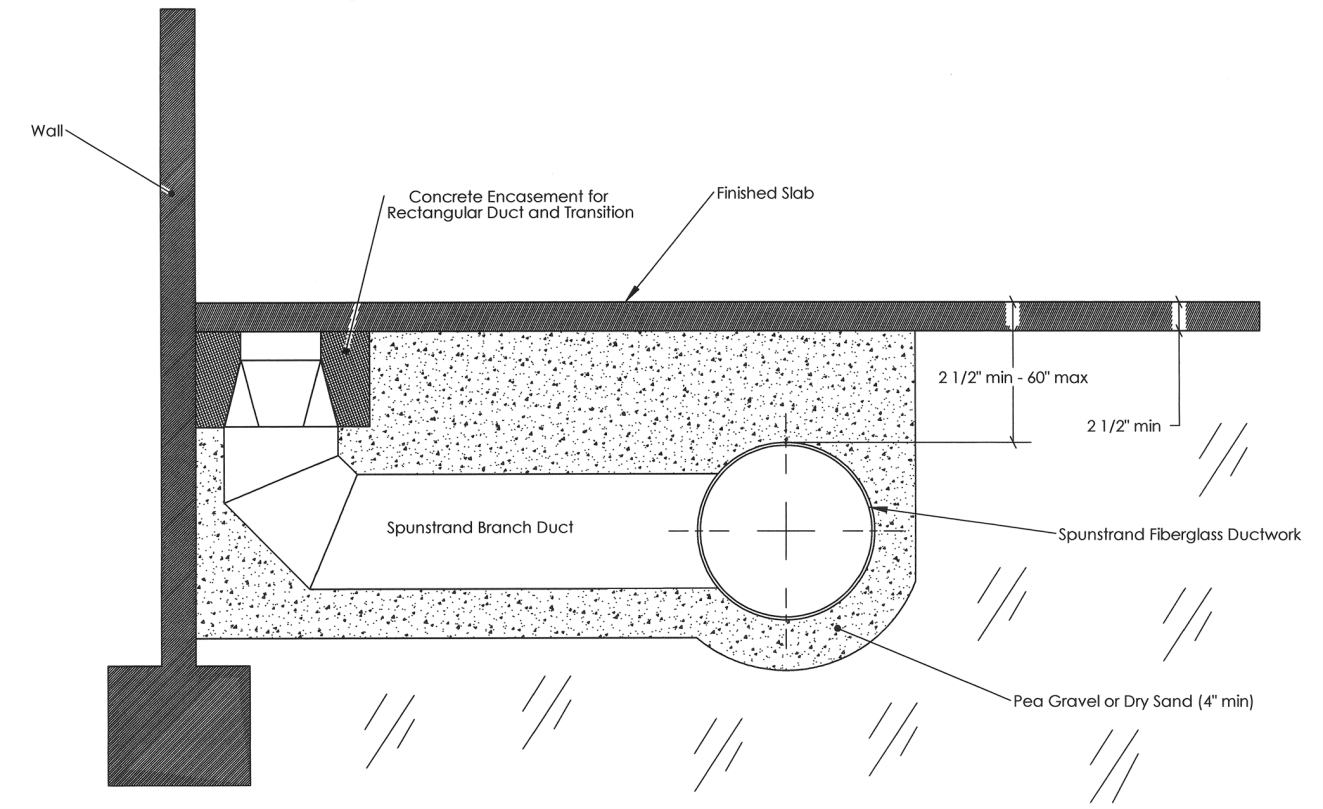 Wall
Concrete Encasement for
Rectangular Duct and Transition
Finished Slab
2 1/2" min - 60" max
2 1/2" min
Spunstrand Branch Duct
Spunstrand Fiberglass Ductwork
Pea Gravel or Dry Sand (4" min)